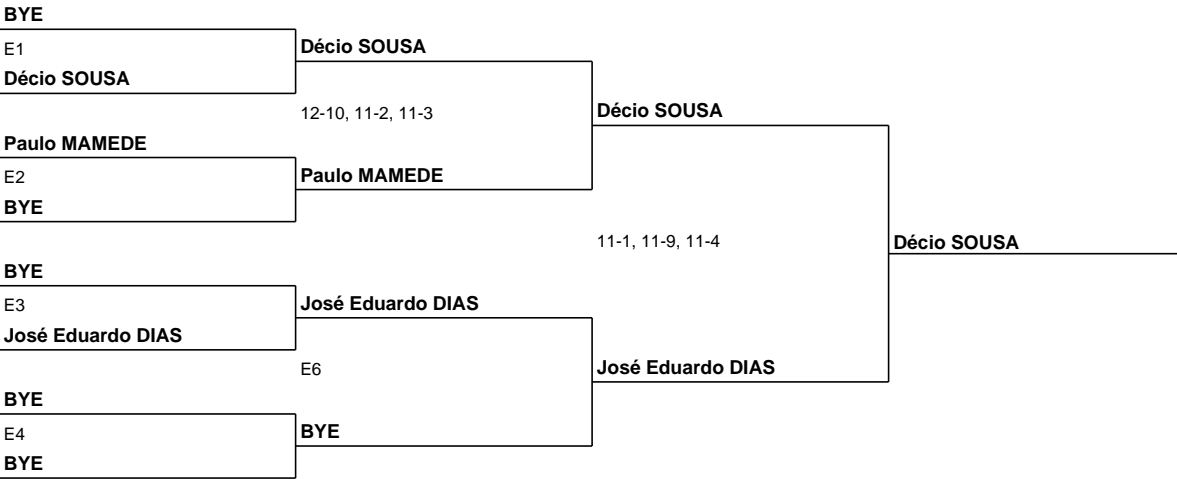 BYE
E1
Décio SOUSA
Décio SOUSA
12-10, 11-2, 11-3
Décio SOUSA
Paulo MAMEDE
E2
Paulo MAMEDE
BYE
11-1, 11-9, 11-4
Décio SOUSA
BYE
E3
José Eduardo DIAS
José Eduardo DIAS
E6
José Eduardo DIAS
BYE
E4
BYE
BYE